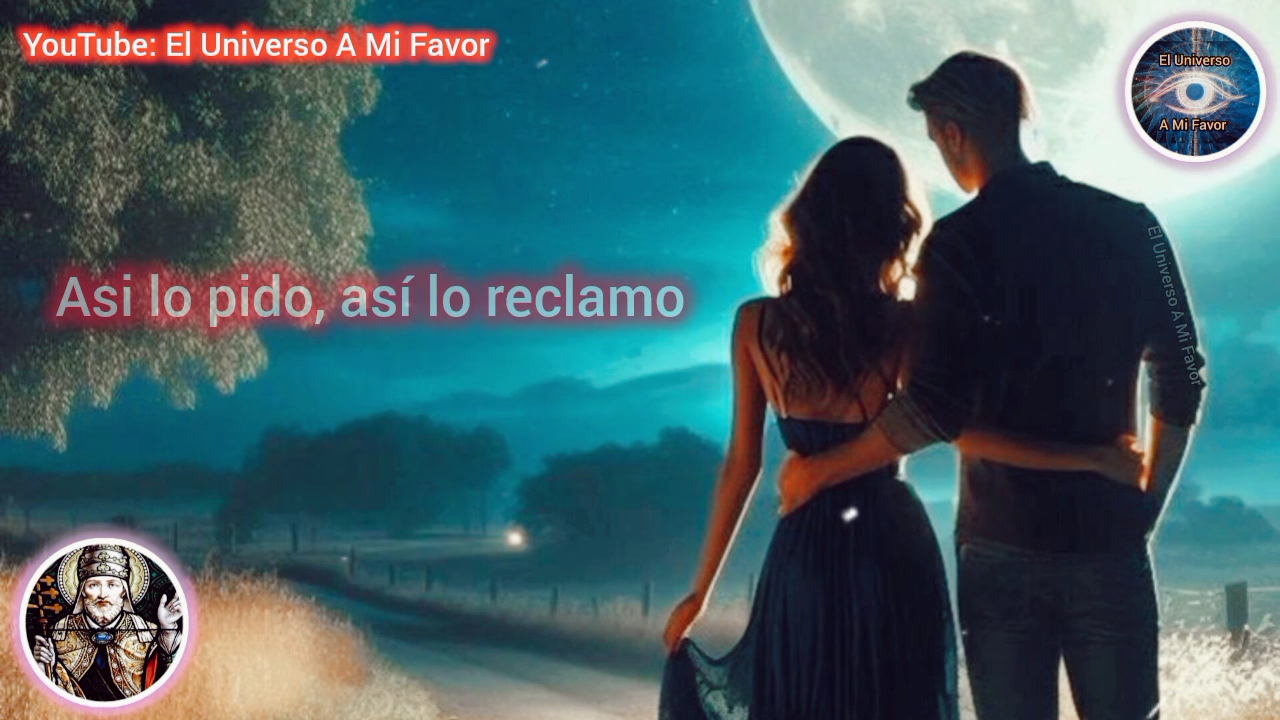 YouTube: El Universo A Mi Favor
El Universo
A Mi Favor
Asi lo pido, así lo reclamo
El Universo A Mi Favor